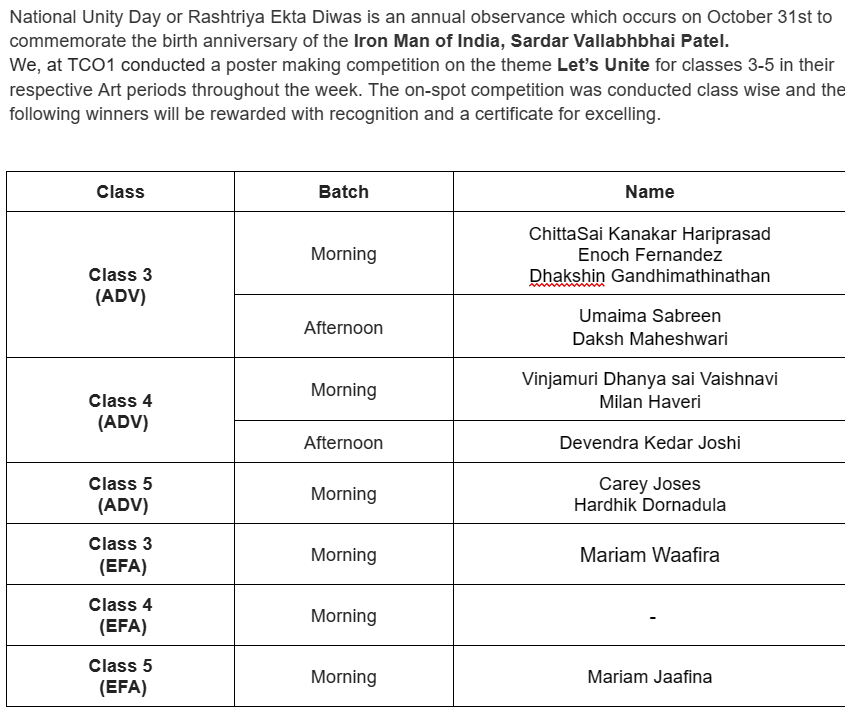 National Unity Day or Rashtriya Ekta Diwas is an annual observance which occurs on October 31st to
commemorate the birth anniversary of the Iron Man of India, Sardar Vallabhbhai Patel.
We, at TCO1 conducted a poster making competition on the theme Let’s Unite for classes 3-5 in their
respective Art periods throughout the week. The on-spot competition was conducted class wise and the
following winners will be rewarded with recognition and a certificate for excelling.
Class Batch Name
Class 3
(ADV)
Morning
ChittaSai Kanakar Hariprasad
Enoch Fernandez
Dhakshin Gandhimathinathan
Afternoon
Umaima Sabreen
Daksh Maheshwari
Class 4
(ADV)
Morning
Vinjamuri Dhanya sai Vaishnavi
Milan Haveri
Afternoon
Devendra Kedar Joshi
Class 5
(ADV)
Morning
Carey Joses
Hardhik Dornadula
Class 3
(EFA)
Morning
Mariam Waafira
Class 4
(EFA)
Morning
-
Class 5
(EFA)
Morning
Mariam Jaafina